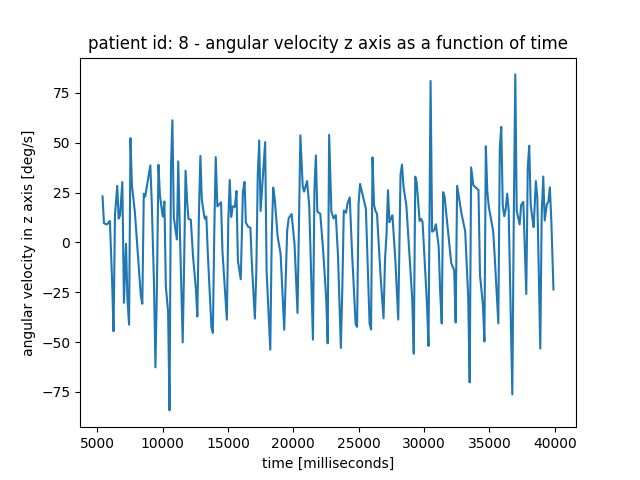 patient id: 8 - angular velocity z axis as a function of time
angular velocity in z axis [deg/s]
75
50
25
0
−25
−50
−75
5000 10000 15000 20000 25000 30000 35000 40000
time [milliseconds]